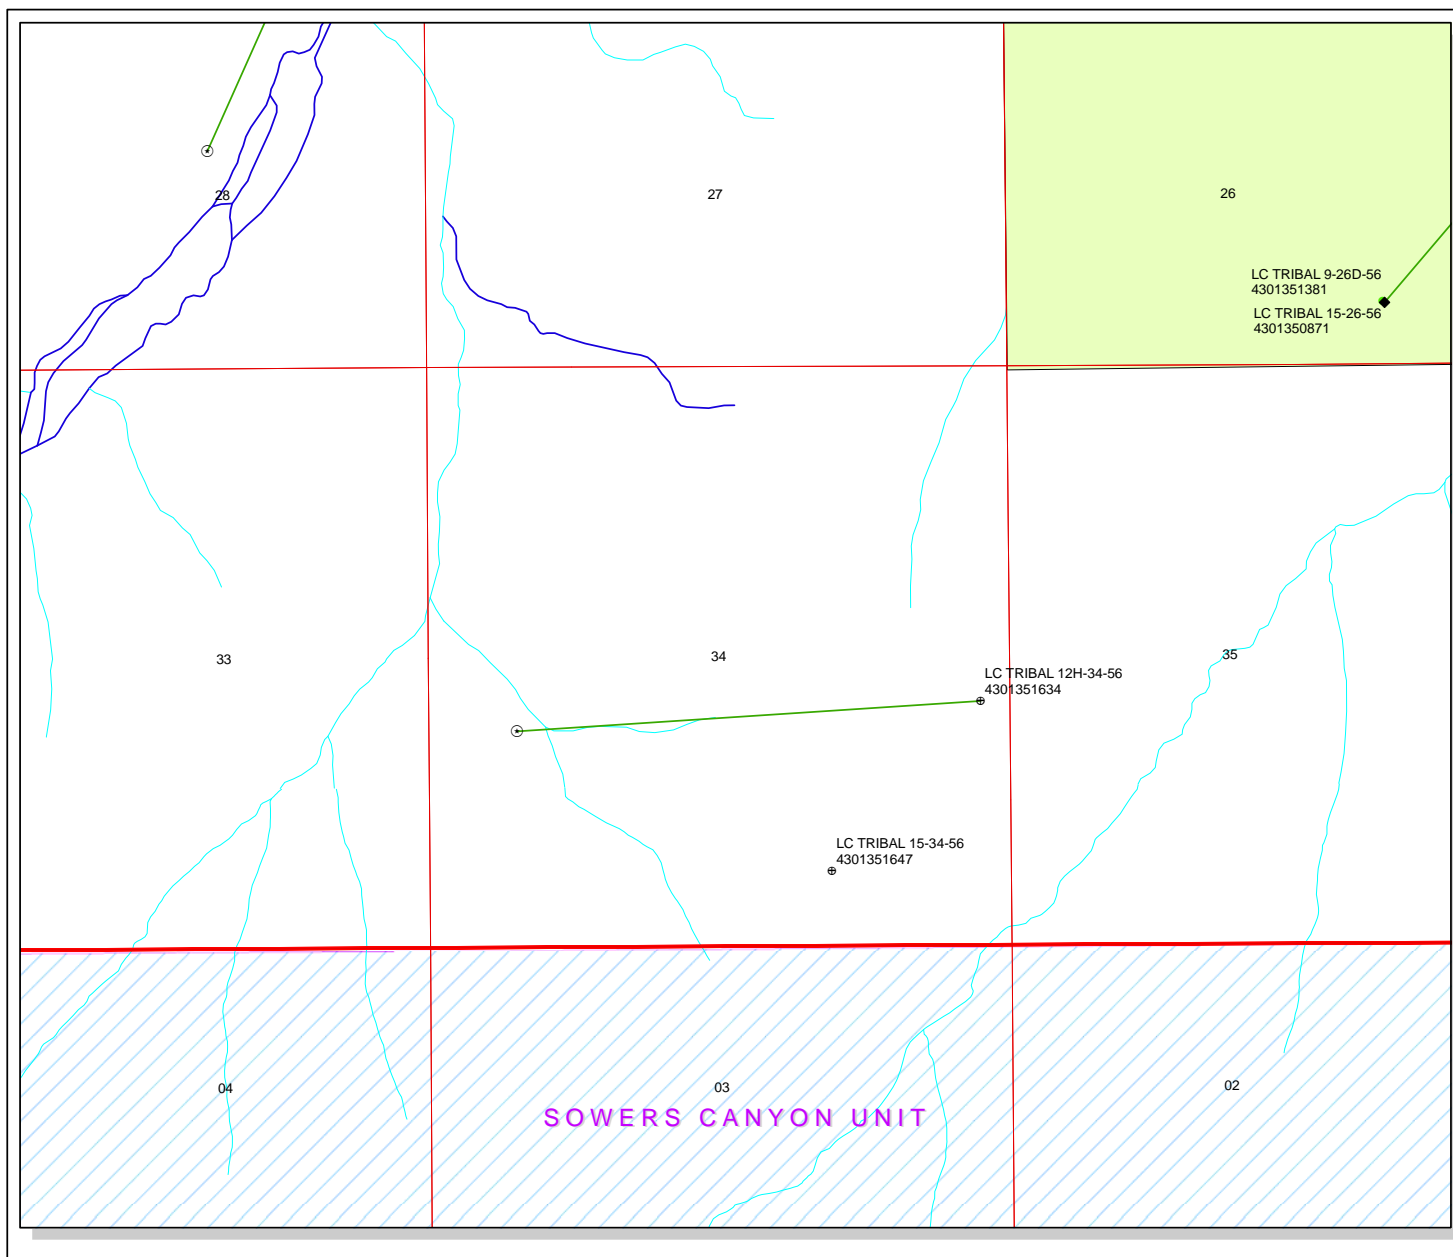 28
27
26
LC TRIBAL 9-26D-56
4301351381
LC TRIBAL 15-26-56
4301350871
33
34
35
LC TRIBAL 12H-34-56
4301351634
LC TRIBAL 15-34-56
4301351647
04
03
02
SOWERS CANYON UNIT